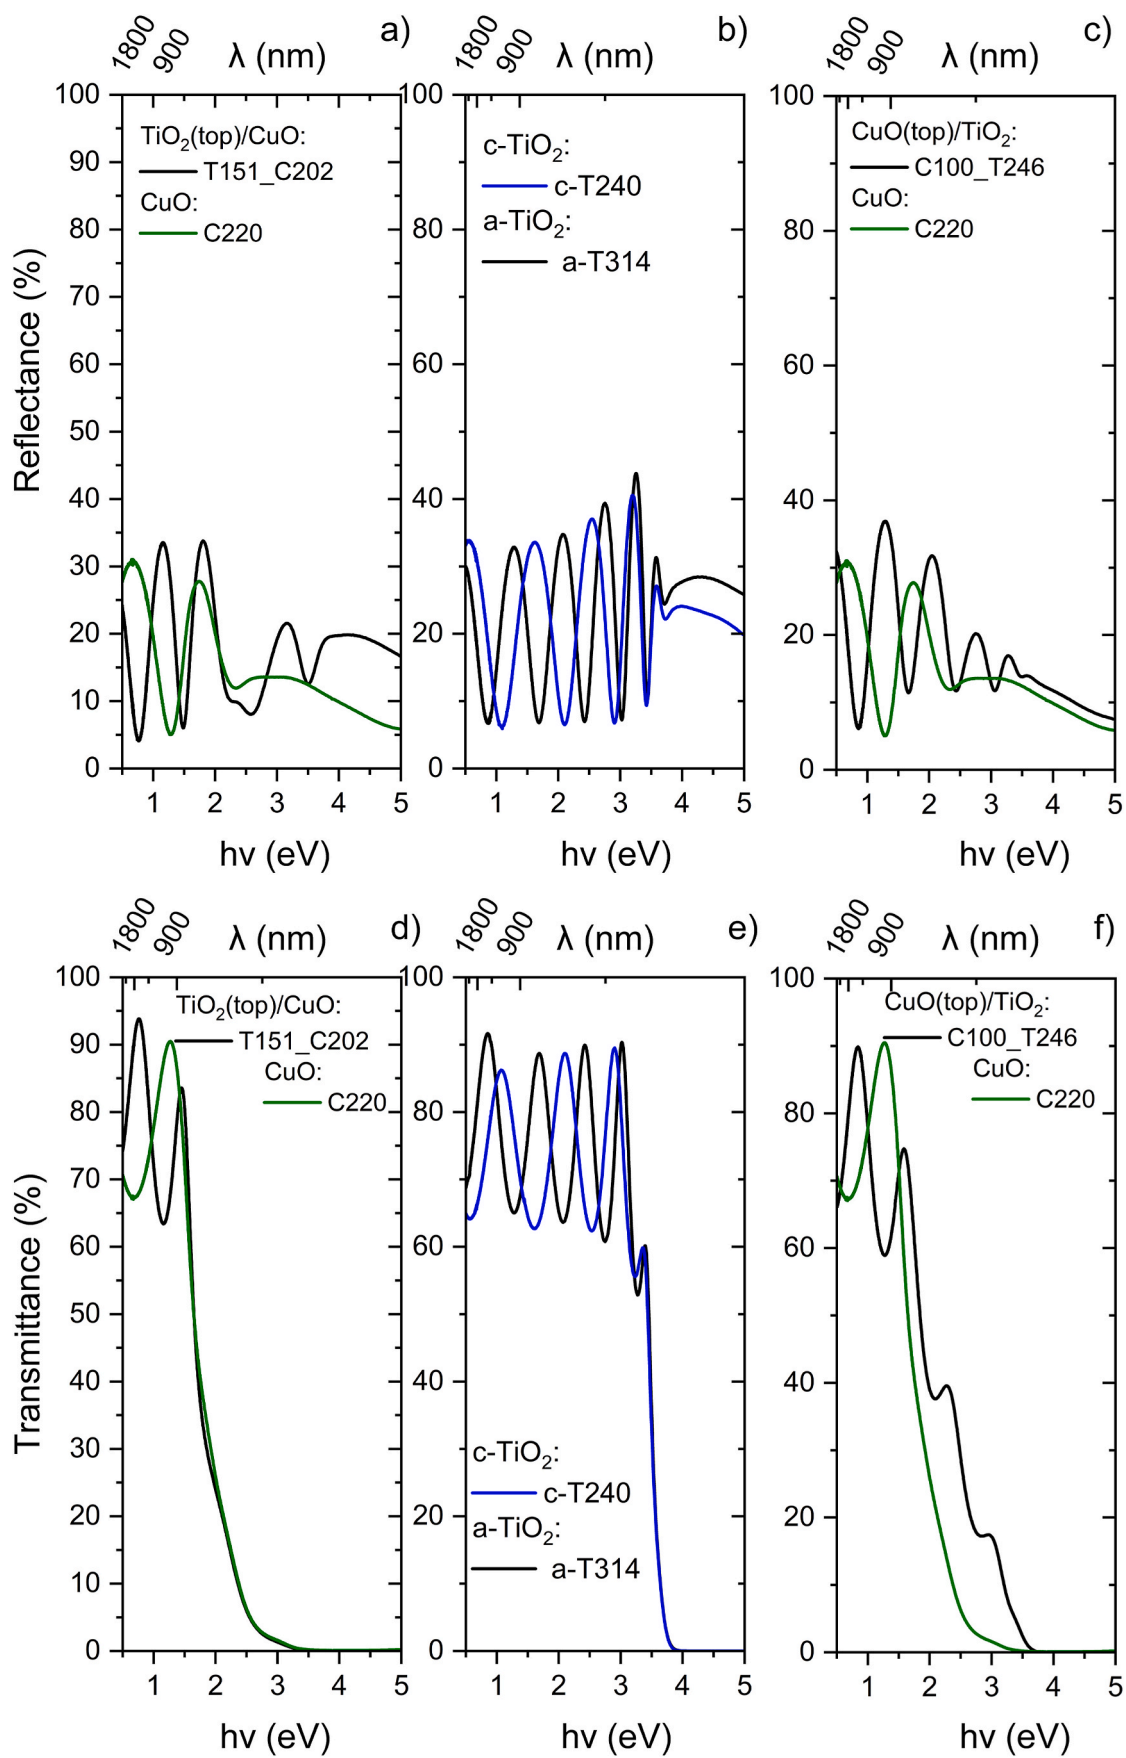 1800 900 λ (nm) a)
100
90
80
70
60
50
40
30
20
10
0
Reflectance (%)
TiO₂(top)/CuO:
T151_C202
CuO:
C220
1 2 3 4 5
hv (eV)
1800 900 λ (nm) b)
100
80
60
40
20
0
c-TiO₂:
c-T240
a-TiO₂:
a-T314
1 2 3 4 5
hv (eV)
1800 900 λ (nm) c)
100
80
60
40
20
0
CuO(top)/TiO₂:
C100_T246
CuO:
C220
1 2 3 4 5
hv (eV)
1800 900 λ (nm) d)
100
90
80
70
60
50
40
30
20
10
0
Transmittance (%)
TiO₂(top)/CuO:
T151_C202
CuO:
C220
1 2 3 4 5
hv (eV)
1800 900 λ (nm) e)
100
80
60
40
20
0
c-TiO₂:
c-T240
a-TiO₂:
a-T314
1 2 3 4 5
hv (eV)
1800 900 λ (nm) f)
100
80
60
40
20
0
CuO(top)/TiO₂:
C100_T246
CuO:
C220
1 2 3 4 5
hv (eV)